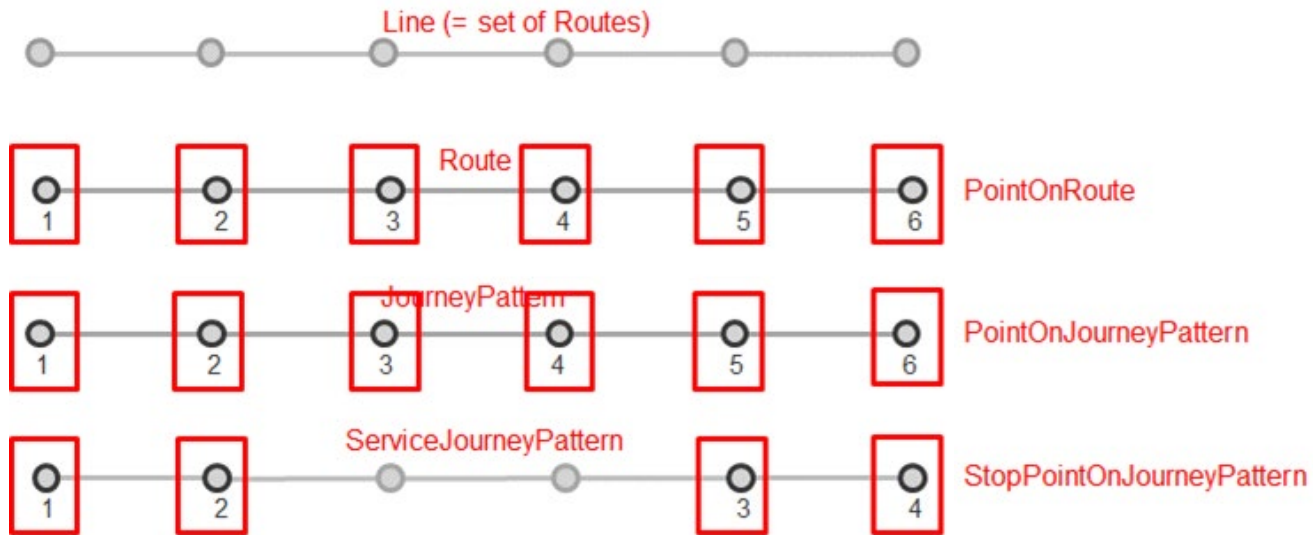 Line (= set of Routes)
Route
PointOnRoute
1 2 3 4 5 6
JourneyPattern
PointOnJourneyPattern
1 2 3 4 5 6
ServiceJourneyPattern
StopPointOnJourneyPattern
1 2 3 4